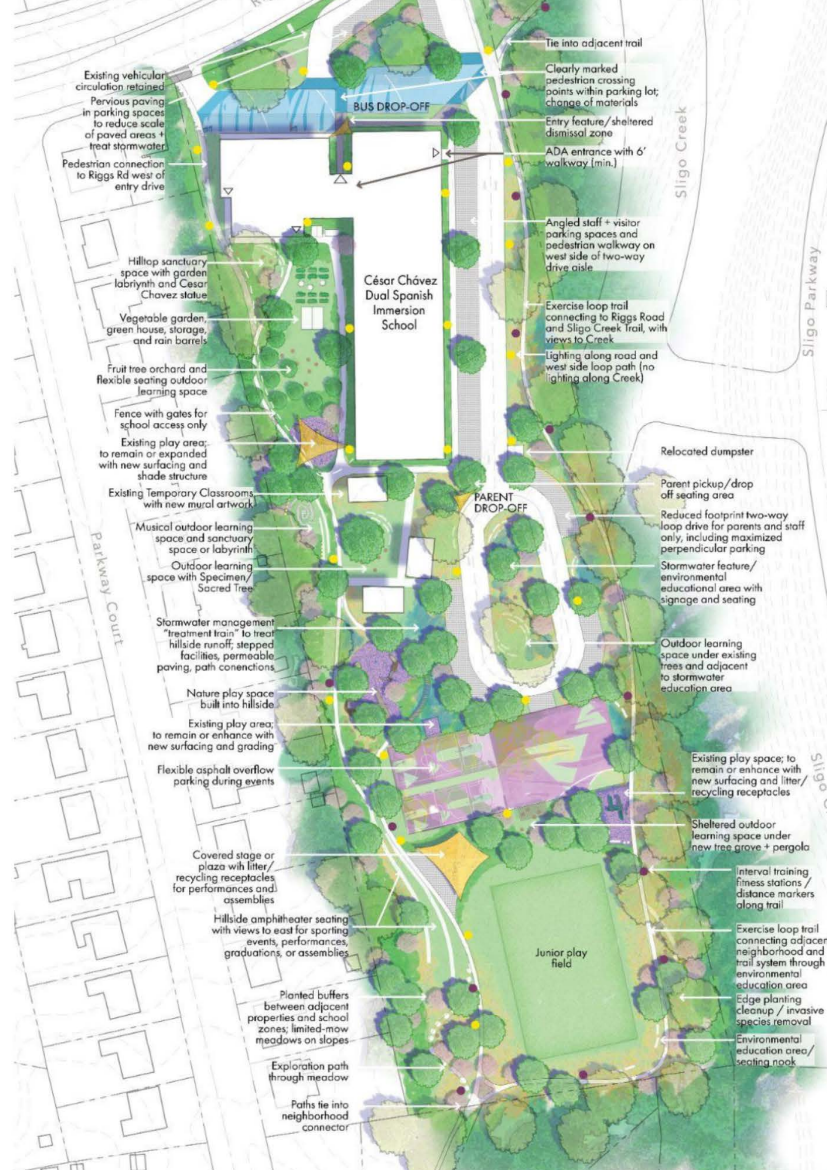 Existing vehicular
circulation retained
Pervious paving
in parking spaces
to reduce scale
of paved areas +
treat stormwater
Pedestrian connection
to Riggs Rd west of
entry drive
Hilltop sanctuary
space with garden
labriynth and Cesar
Chavez statue
Vegetable garden,
green house, storage,
and rain barrels
Fruit tree orchard and
flexible seating outdoor
learning space
Fence with gates for
school access only
Existing play area;
to remain or expanded
with new surfacing and
shade structure
Existing Temporary Classrooms
with new mural artwork
Musical outdoor learning
space and sanctuary
space or labyrinth
Outdoor learning
space with Specimen/
Sacred Tree
Stormwater management
"treatment train" to treat
hillside runoff; stepped
facilities, permeable
paving, path conenctions
Nature play space
built into hillside
Existing play area;
to remain or enhance with
new surfacing and grading
Flexible asphalt overflow
parking during events
Covered stage or
plaza wih litter/
recycling receptacles
for performances and
assemblies
Hillside amphitheater seating
with views to east for sporting
events, performances,
graduations, or assemblies
Planted buffers
between adjacent
properties and school
zones; limited-mow
meadows on slopes
Exploration path
through meadow
Paths tie into
neighborhood
connector
Parkway Court
BUS DROP-OFF
César Chávez
Dual Spanish
Immersion
School
PARENT
DROP-OFF
Junior play
field
Tie into adjacent trail
Clearly marked
pedestrian crossing
points within parking lot;
change of materials
Entry feature/sheltered
dismissal zone
ADA entrance with 6'
walkway (min.)
Angled staff + visitor
parking spaces and
pedestrian walkway on
west side of two-way
drive aisle
Exercise loop trail
connecting to Riggs Road
and Sligo Creek Trail, with
views to Creek
Lighting along road and
west side loop path (no
lighting along Creek)
Relocated dumpster
Parent pickup/drop
off seating area
Reduced footprint two-way
loop drive for parents and staff
only, including maximized
perpendicular parking
Stormwater feature/
environmental
educational area with
signage and seating
Outdoor learning
space under existing
trees and adjacent
to stormwater
education area
Existing play space; to
remain or enhance with
new surfacing and litter/
recycling receptacles
Sheltered outdoor
learning space under
new tree grove + pergola
Interval training
fitness stations /
distance markers
along trail
Exercise loop trail
connecting adjacen
neighborhood and
trail system through
environmental
education area
Edge planting
cleanup / invasive
species removal
Environmental
education area/
seating nook
Sligo Creek
Sligo Parkway
Sligo